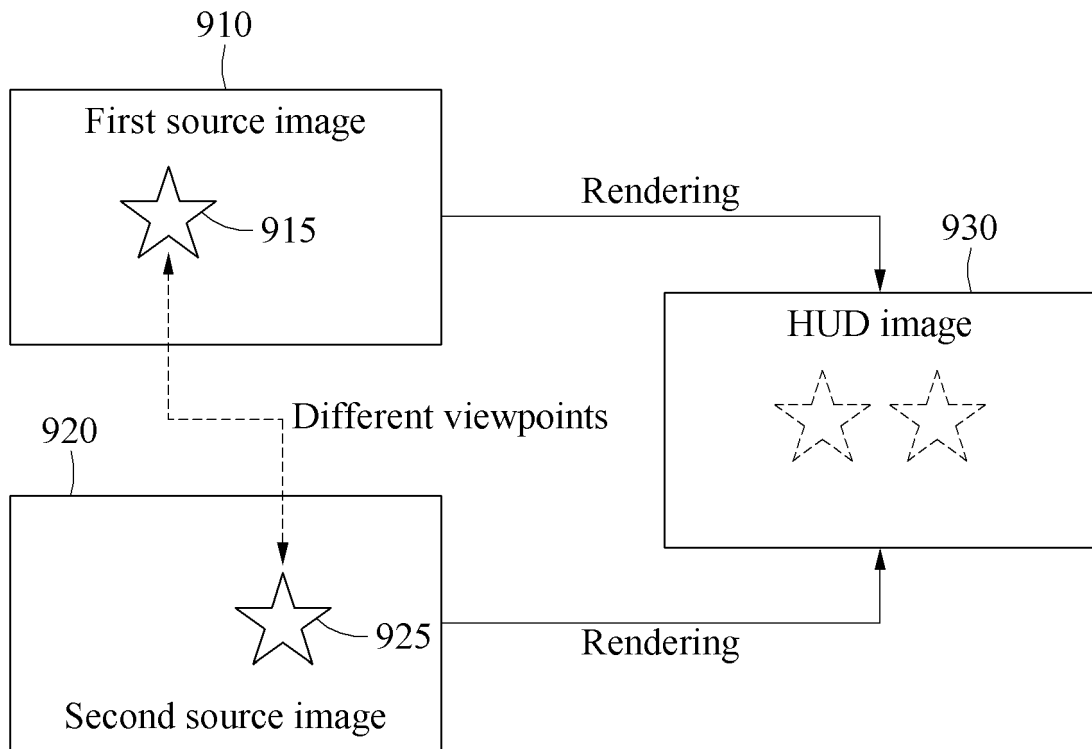 910
First source image
915
Rendering
930
HUD image
Different viewpoints
920
925
Rendering
Second source image